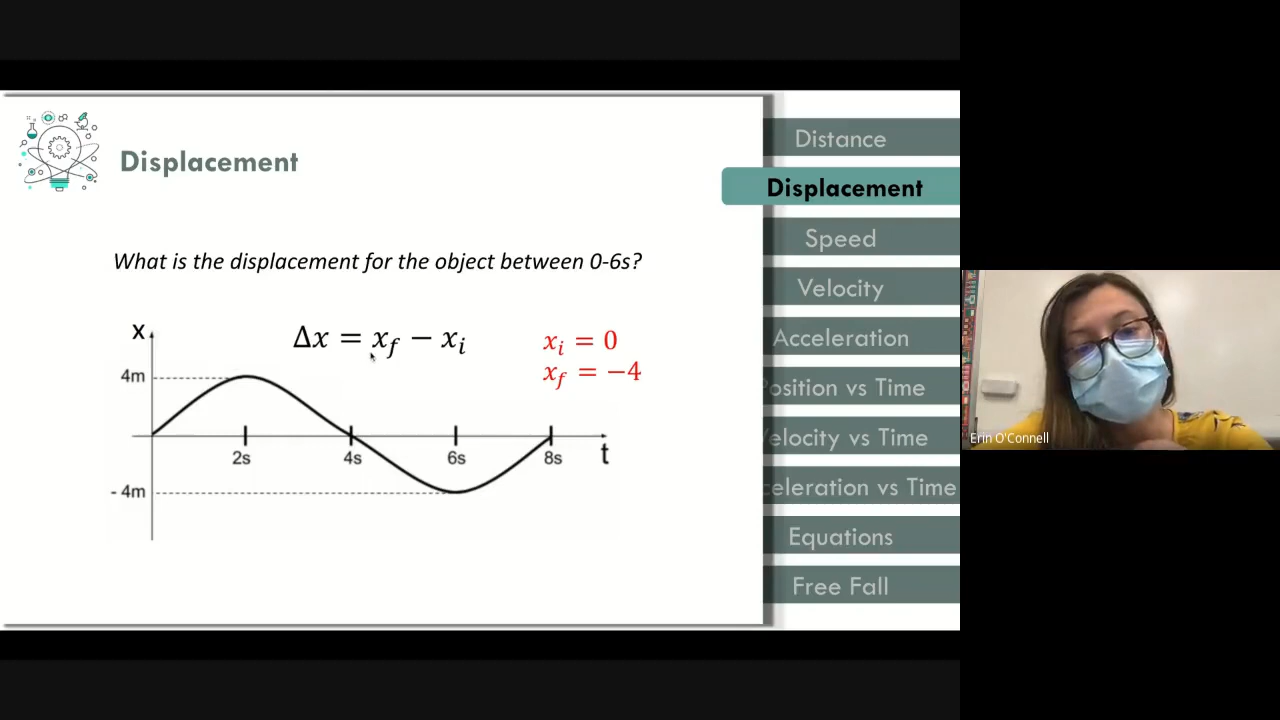 Displacement
What is the displacement for the object between 0-6s?
Δx = x_f − x_i
x_i = 0
x_f = −4
x
4m
- 4m
2s
4s
6s
8s
t
Distance
Displacement
Speed
Velocity
Acceleration
Position vs Time
Velocity vs Time
celeration vs Time
Equations
Free Fall
Erin O'Connell